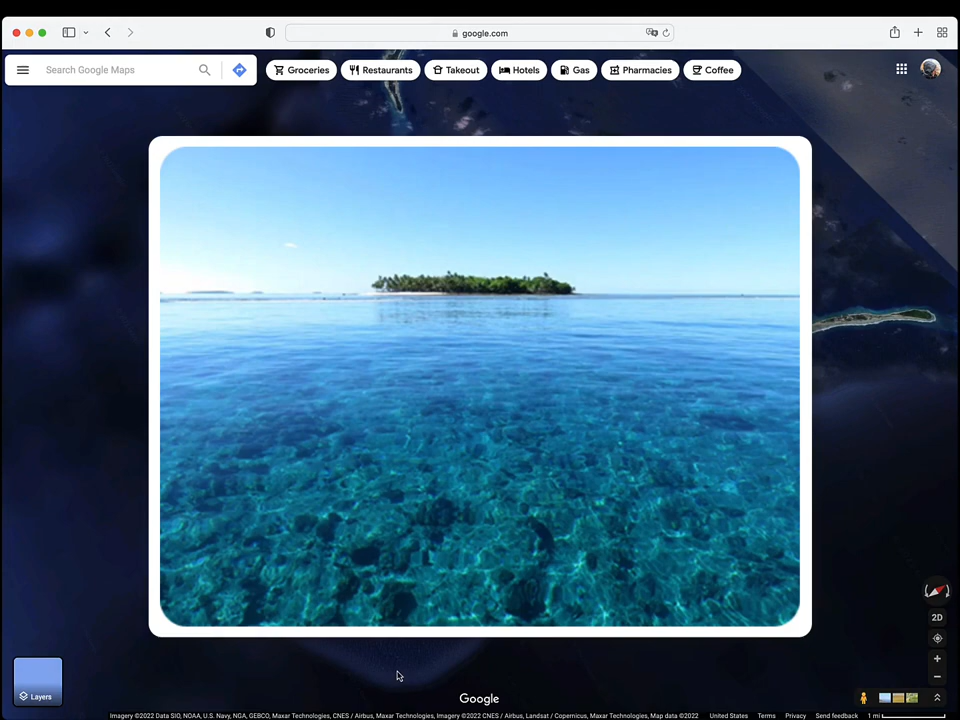 google.com
Search Google Maps
Groceries
Restaurants
Takeout
Hotels
Gas
Pharmacies
Coffee
2D
Layers
Google
Imagery ©2022 Data SIO, NOAA, U.S. Navy, NGA, GEBCO, Maxar Technologies, CNES / Airbus, Maxar Technologies, Imagery ©2022 CNES / Airbus, Landsat / Copernicus, Maxar Technologies, Map data ©2022 United States Terms Privacy Send feedback 1 mi